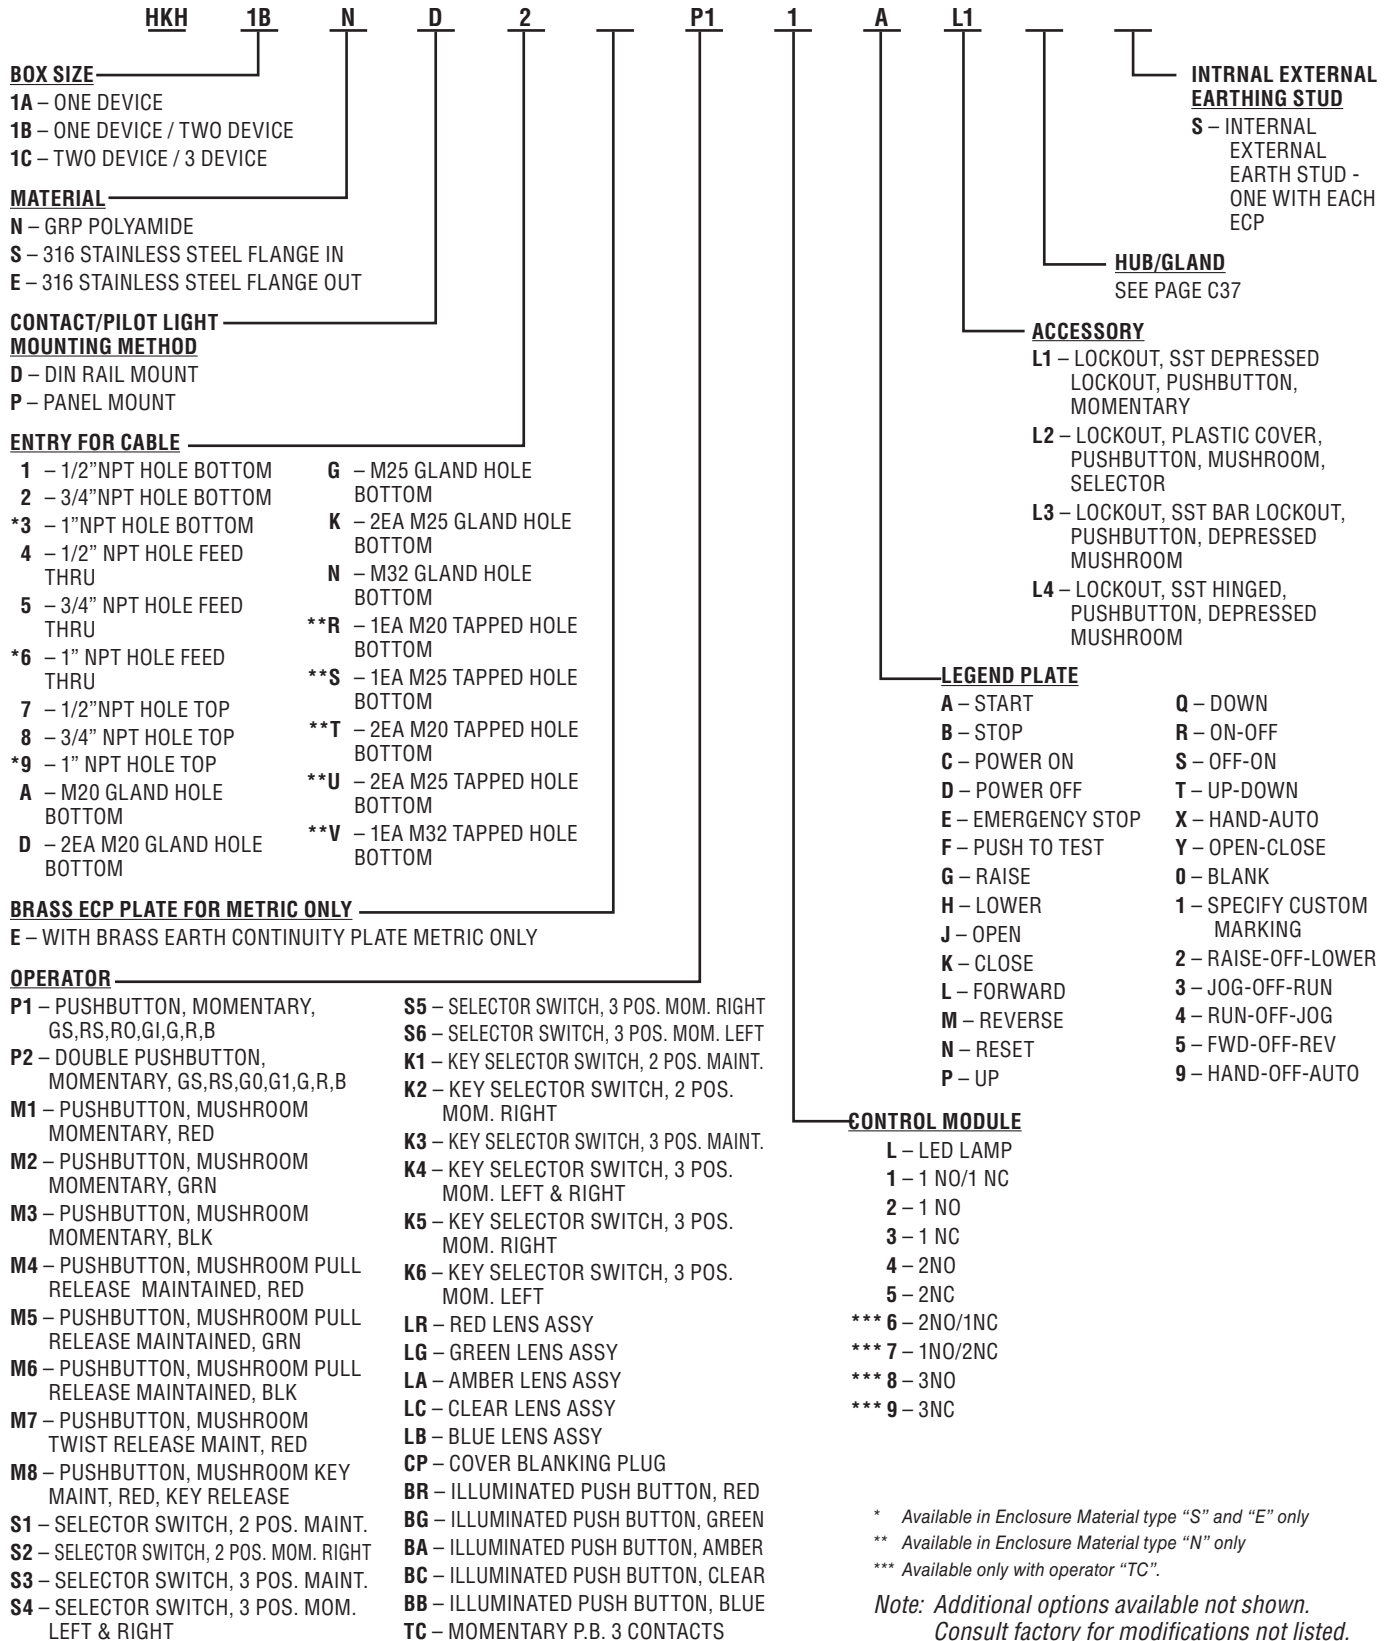 HKH 1B N D 2 P1 1 A L1
BOX SIZE
1A – ONE DEVICE
1B – ONE DEVICE / TWO DEVICE
1C – TWO DEVICE / 3 DEVICE
MATERIAL
N – GRP POLYAMIDE
S – 316 STAINLESS STEEL FLANGE IN
E – 316 STAINLESS STEEL FLANGE OUT
CONTACT/PILOT LIGHT
MOUNTING METHOD
D – DIN RAIL MOUNT
P – PANEL MOUNT
ENTRY FOR CABLE
1 – 1/2”NPT HOLE BOTTOM
2 – 3/4”NPT HOLE BOTTOM
*3 – 1”NPT HOLE BOTTOM
4 – 1/2” NPT HOLE FEED
THRU
5 – 3/4” NPT HOLE FEED
THRU
*6 – 1” NPT HOLE FEED
THRU
7 – 1/2”NPT HOLE TOP
8 – 3/4” NPT HOLE TOP
*9 – 1” NPT HOLE TOP
A – M20 GLAND HOLE
BOTTOM
D – 2EA M20 GLAND HOLE
BOTTOM
G – M25 GLAND HOLE
BOTTOM
K – 2EA M25 GLAND HOLE
BOTTOM
N – M32 GLAND HOLE
BOTTOM
**R – 1EA M20 TAPPED HOLE
BOTTOM
**S – 1EA M25 TAPPED HOLE
BOTTOM
**T – 2EA M20 TAPPED HOLE
BOTTOM
**U – 2EA M25 TAPPED HOLE
BOTTOM
**V – 1EA M32 TAPPED HOLE
BOTTOM
BRASS ECP PLATE FOR METRIC ONLY
E – WITH BRASS EARTH CONTINUITY PLATE METRIC ONLY
OPERATOR
P1 – PUSHBUTTON, MOMENTARY,
GS,RS,RO,GI,G,R,B
P2 – DOUBLE PUSHBUTTON,
MOMENTARY, GS,RS,G0,G1,G,R,B
M1 – PUSHBUTTON, MUSHROOM
MOMENTARY, RED
M2 – PUSHBUTTON, MUSHROOM
MOMENTARY, GRN
M3 – PUSHBUTTON, MUSHROOM
MOMENTARY, BLK
M4 – PUSHBUTTON, MUSHROOM PULL
RELEASE MAINTAINED, RED
M5 – PUSHBUTTON, MUSHROOM PULL
RELEASE MAINTAINED, GRN
M6 – PUSHBUTTON, MUSHROOM PULL
RELEASE MAINTAINED, BLK
M7 – PUSHBUTTON, MUSHROOM
TWIST RELEASE MAINT, RED
M8 – PUSHBUTTON, MUSHROOM KEY
MAINT, RED, KEY RELEASE
S1 – SELECTOR SWITCH, 2 POS. MAINT.
S2 – SELECTOR SWITCH, 2 POS. MOM. RIGHT
S3 – SELECTOR SWITCH, 3 POS. MAINT.
S4 – SELECTOR SWITCH, 3 POS. MOM.
LEFT & RIGHT
S5 – SELECTOR SWITCH, 3 POS. MOM. RIGHT
S6 – SELECTOR SWITCH, 3 POS. MOM. LEFT
K1 – KEY SELECTOR SWITCH, 2 POS. MAINT.
K2 – KEY SELECTOR SWITCH, 2 POS.
MOM. RIGHT
K3 – KEY SELECTOR SWITCH, 3 POS. MAINT.
K4 – KEY SELECTOR SWITCH, 3 POS.
MOM. LEFT & RIGHT
K5 – KEY SELECTOR SWITCH, 3 POS.
MOM. RIGHT
K6 – KEY SELECTOR SWITCH, 3 POS.
MOM. LEFT
LR – RED LENS ASSY
LG – GREEN LENS ASSY
LA – AMBER LENS ASSY
LC – CLEAR LENS ASSY
LB – BLUE LENS ASSY
CP – COVER BLANKING PLUG
BR – ILLUMINATED PUSH BUTTON, RED
BG – ILLUMINATED PUSH BUTTON, GREEN
BA – ILLUMINATED PUSH BUTTON, AMBER
BC – ILLUMINATED PUSH BUTTON, CLEAR
BB – ILLUMINATED PUSH BUTTON, BLUE
TC – MOMENTARY P.B. 3 CONTACTS
INTRNAL EXTERNAL
EARTHING STUD
S – INTERNAL
EXTERNAL
EARTH STUD -
ONE WITH EACH
ECP
HUB/GLAND
SEE PAGE C37
ACCESSORY
L1 – LOCKOUT, SST DEPRESSED
LOCKOUT, PUSHBUTTON,
MOMENTARY
L2 – LOCKOUT, PLASTIC COVER,
PUSHBUTTON, MUSHROOM,
SELECTOR
L3 – LOCKOUT, SST BAR LOCKOUT,
PUSHBUTTON, DEPRESSED
MUSHROOM
L4 – LOCKOUT, SST HINGED,
PUSHBUTTON, DEPRESSED
MUSHROOM
LEGEND PLATE
A – START
B – STOP
C – POWER ON
D – POWER OFF
E – EMERGENCY STOP
F – PUSH TO TEST
G – RAISE
H – LOWER
J – OPEN
K – CLOSE
L – FORWARD
M – REVERSE
N – RESET
P – UP
Q – DOWN
R – ON-OFF
S – OFF-ON
T – UP-DOWN
X – HAND-AUTO
Y – OPEN-CLOSE
0 – BLANK
1 – SPECIFY CUSTOM
MARKING
2 – RAISE-OFF-LOWER
3 – JOG-OFF-RUN
4 – RUN-OFF-JOG
5 – FWD-OFF-REV
9 – HAND-OFF-AUTO
CONTROL MODULE
L – LED LAMP
1 – 1 NO/1 NC
2 – 1 NO
3 – 1 NC
4 – 2NO
5 – 2NC
*** 6 – 2NO/1NC
*** 7 – 1NO/2NC
*** 8 – 3NO
*** 9 – 3NC
* Available in Enclosure Material type “S” and “E” only
** Available in Enclosure Material type “N” only
*** Available only with operator “TC”.
Note: Additional options available not shown.
Consult factory for modifications not listed.